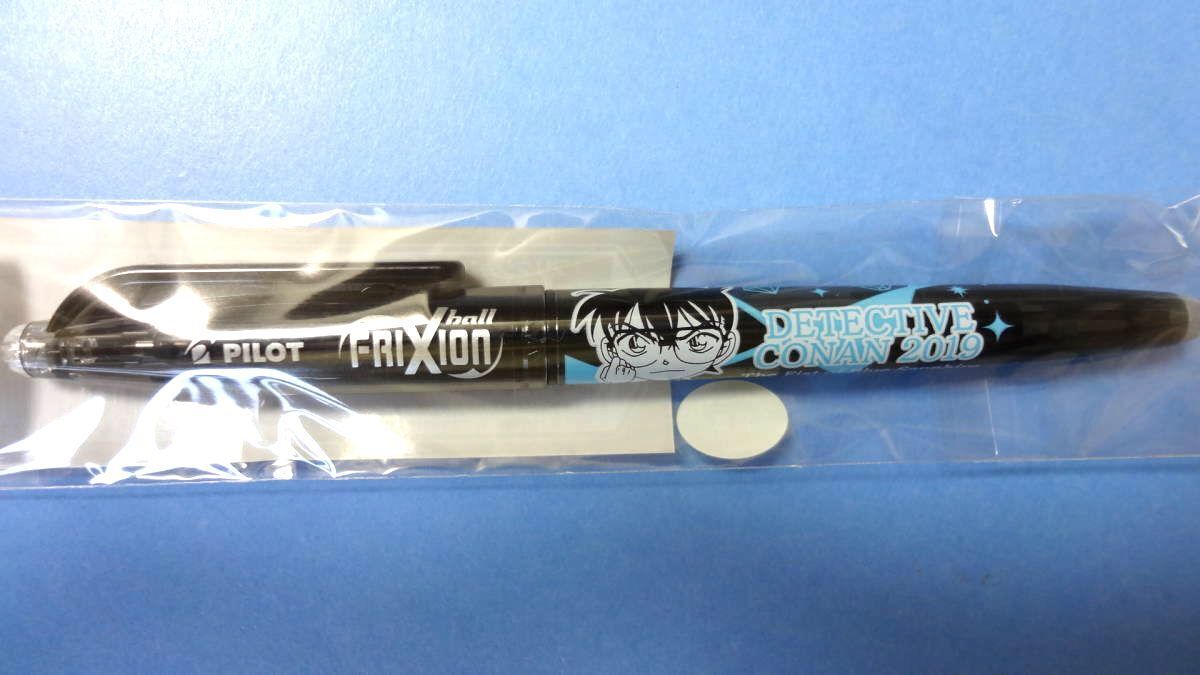 PILOT
FRIXION ball
DETECTIVE
CONAN 2019